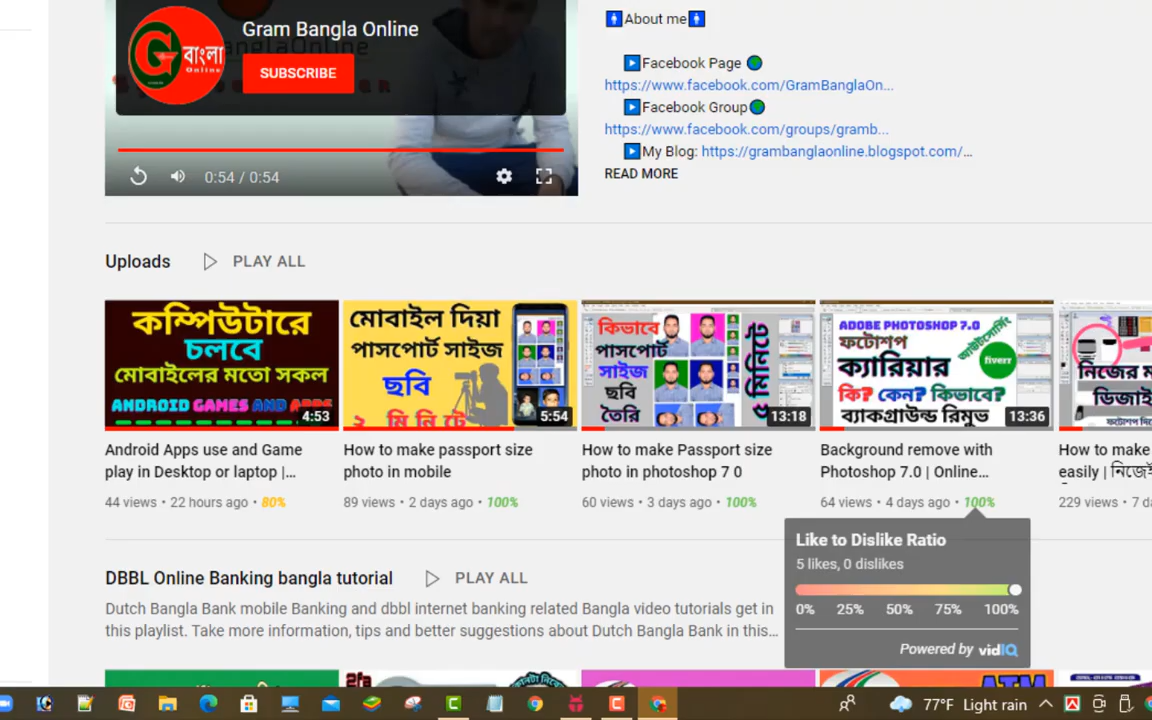 Gram Bangla Online
বাংলা
Online
SUBSCRIBE
0:54 / 0:54
About me
Facebook Page
https://www.facebook.com/GramBanglaOn...
Facebook Group
https://www.facebook.com/groups/gramb...
My Blog: https://grambanglaonline.blogspot.com/...
READ MORE
Uploads
PLAY ALL
কম্পিউটারে
চলবে
মোবাইলের মতো সকল
ANDROID GAMES AND APPS
4:53
মোবাইল দিয়া
পাসপোর্ট সাইজ
ছবি
২ মিনিটে
5:54
কিভাবে
পাসপোর্ট
সাইজ
ছবি
তৈরি
৫ মিনিটে
13:18
ADOBE PHOTOSHOP 7.0
ফটোশপ
আউটসোর্সিং
ক্যারিয়ার
fiverr
কি? কেন? কিভাবে?
ব্যাকগ্রাউন্ড রিমুভ
13:36
নিজের
ডিজাই
Android Apps use and Game
play in Desktop or laptop |...
44 views • 22 hours ago • 80%
How to make passport size
photo in mobile
89 views • 2 days ago • 100%
How to make Passport size
photo in photoshop 7 0
60 views • 3 days ago • 100%
Background remove with
Photoshop 7.0 | Online...
64 views • 4 days ago • 100%
How to make
easily | নিজেই
229 views • 7 d
Like to Dislike Ratio
5 likes, 0 dislikes
0% 25% 50% 75% 100%
Powered by vidIQ
DBBL Online Banking bangla tutorial
PLAY ALL
Dutch Bangla Bank mobile Banking and dbbl internet banking related Bangla video tutorials get in
this playlist. Take more information, tips and better suggestions about Dutch Bangla Bank in this...
ATM
77°F Light rain